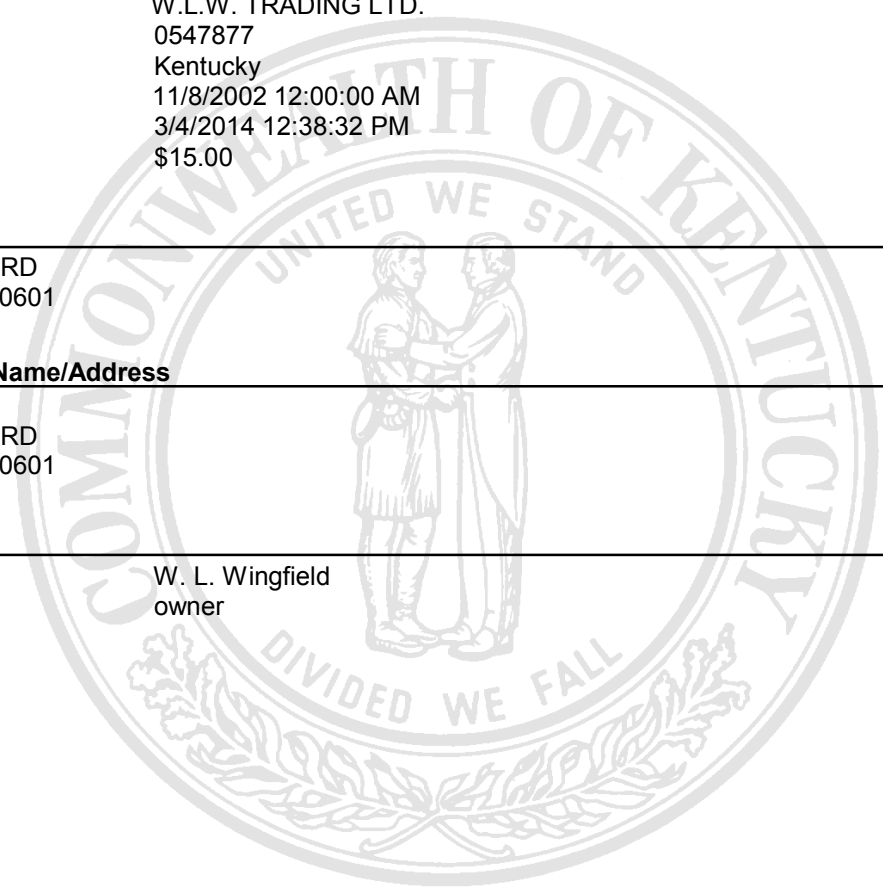 W.L.W. TRADING LTD.
0547877
Kentucky
11/8/2002 12:00:00 AM
3/4/2014 12:38:32 PM
$15.00
RD
0601
Name/Address
RD
0601
W. L. Wingfield
owner
COMMONWEALTH OF KENTUCKY
UNITED WE STAND
DIVIDED WE FALL